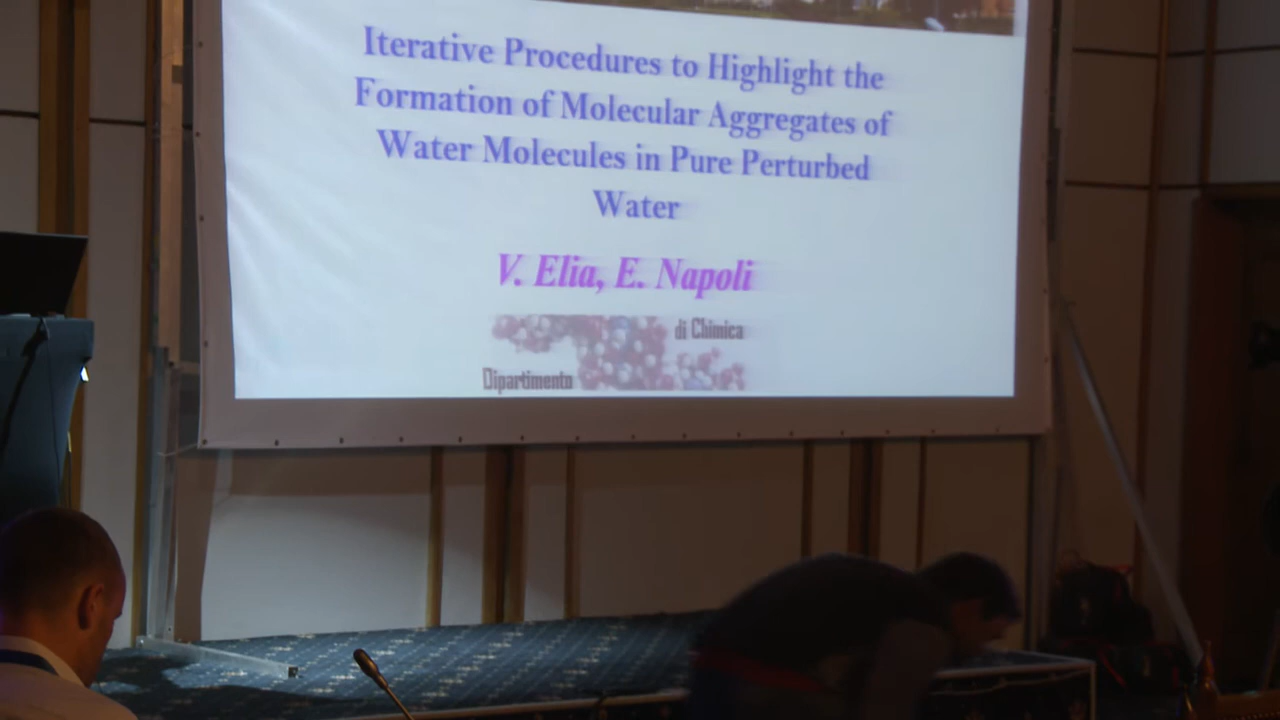 Iterative Procedures to Highlight the
Formation of Molecular Aggregates of
Water Molecules in Pure Perturbed
Water
V. Elia, E. Napoli
di Chimica
Dipartimento